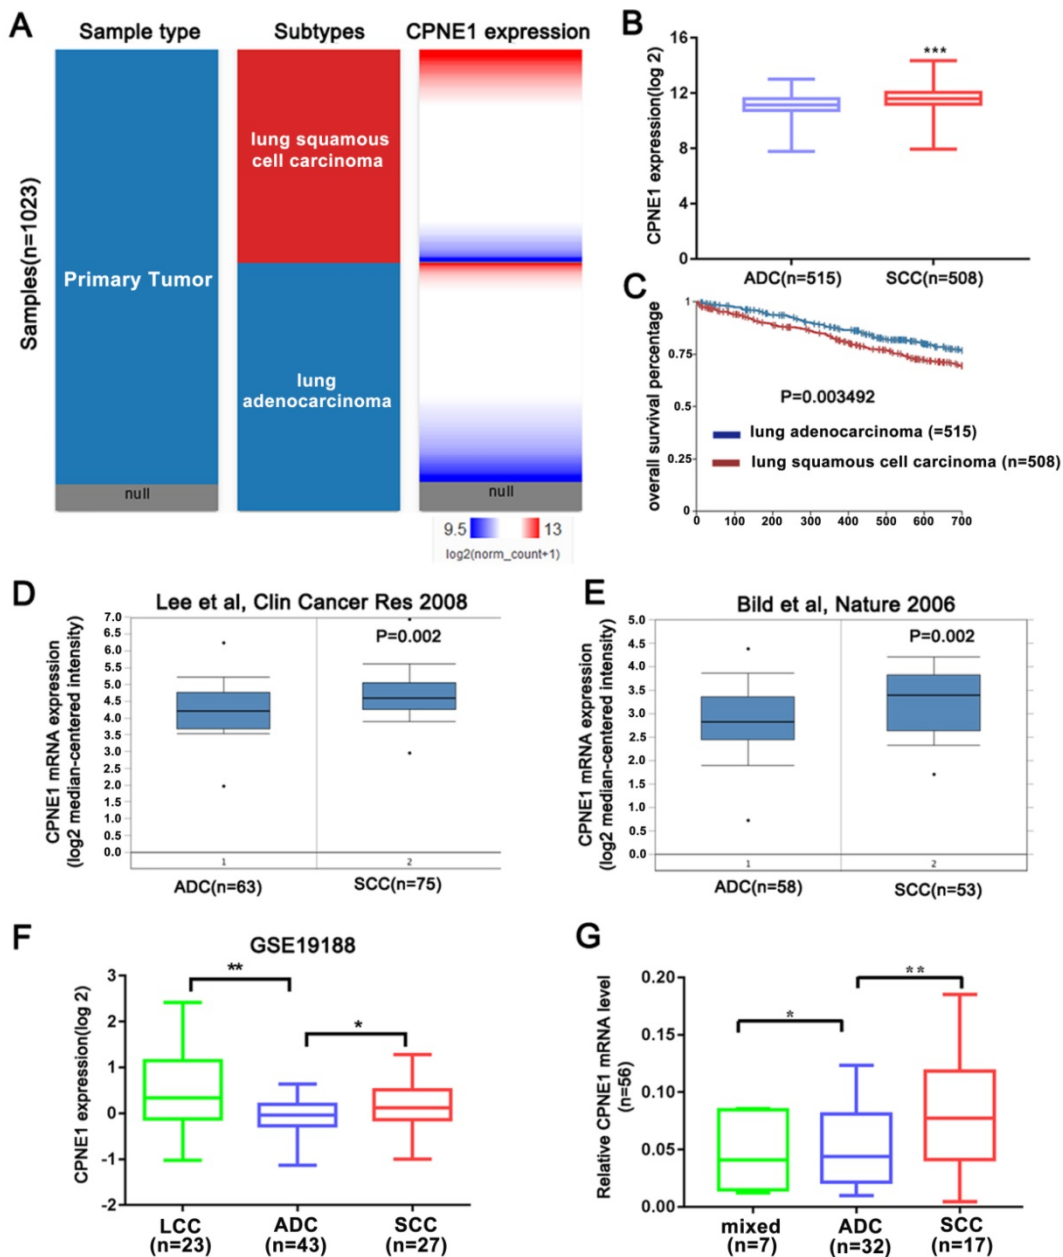 A
Sample type
Subtypes
CPNE1 expression
Samples(n=1023)
Primary Tumor
null
lung squamous
cell carcinoma
lung
adenocarcinoma
null
9.5
13
log2(norm_count+1)
B
CPNE1 expression(log 2)
16
12
8
4
0
***
ADC(n=515)
SCC(n=508)
C
overall survival percentage
1
0.75
0.5
0.25
0
P=0.003492
lung adenocarcinoma (=515)
lung squamous cell carcinoma (n=508)
0
100
200
300
400
500
600
700
D
Lee et al, Clin Cancer Res 2008
CPNE1 mRNA expression
(log2 median-centered intensity)
7.0
6.5
6.0
5.5
5.0
4.5
4.0
3.5
3.0
2.5
2.0
1.5
1.0
0.5
0.0
P=0.002
1
2
ADC(n=63)
SCC(n=75)
E
Bild et al, Nature 2006
CPNE1 mRNA expression
(log2 median-centered intensity)
5.0
4.5
4.0
3.5
3.0
2.5
2.0
1.5
1.0
0.5
0.0
P=0.002
1
2
ADC(n=58)
SCC(n=53)
F
GSE19188
CPNE1 expression(log 2)
3
2
1
0
-1
-2
**
*
LCC
(n=23)
ADC
(n=43)
SCC
(n=27)
G
Relative CPNE1 mRNA level
(n=56)
0.20
0.15
0.10
0.05
0.00
*
**
mixed
(n=7)
ADC
(n=32)
SCC
(n=17)